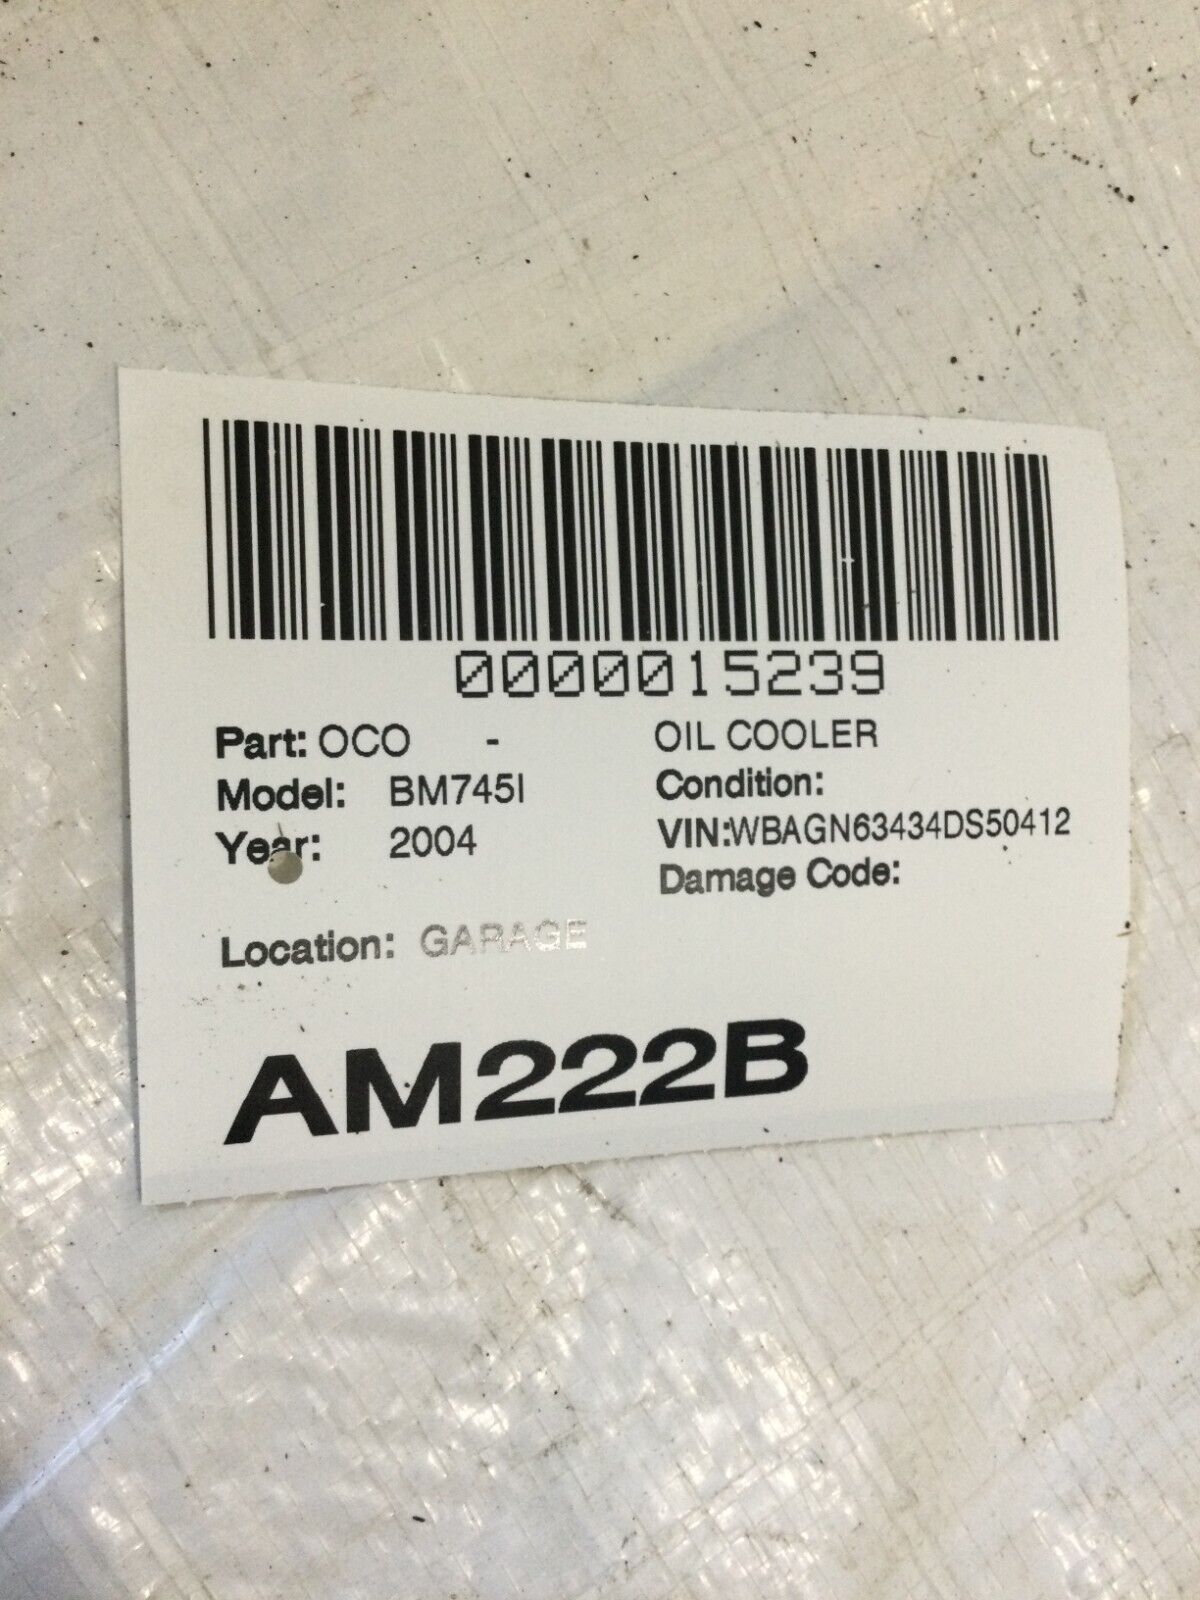 0000015239
Part: OCO - OIL COOLER
Model: BM745I Condition:
Year: 2004 VIN:WBAGN63434DS50412
Damage Code:
Location: GARAGE
AM222B